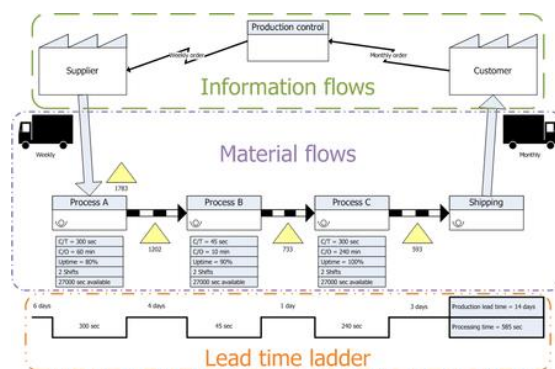 Production control
Weekly order
Monthly order
Supplier
Customer
Information flows
Weekly
Material flows
Monthly
1783
Process A
Process B
Process C
Shipping
1202
733
593
C/T = 300 sec
C/O = 60 min
Uptime = 80%
2 Shifts
27000 sec available
C/T = 45 sec
C/O = 10 min
Uptime = 90%
2 Shifts
27000 sec available
C/T = 300 sec
C/O = 240 min
Uptime = 100%
2 Shifts
27000 sec available
6 days
4 days
1 day
3 days
Production lead time = 14 days
300 sec
45 sec
240 sec
Processing time = 585 sec
Lead time ladder